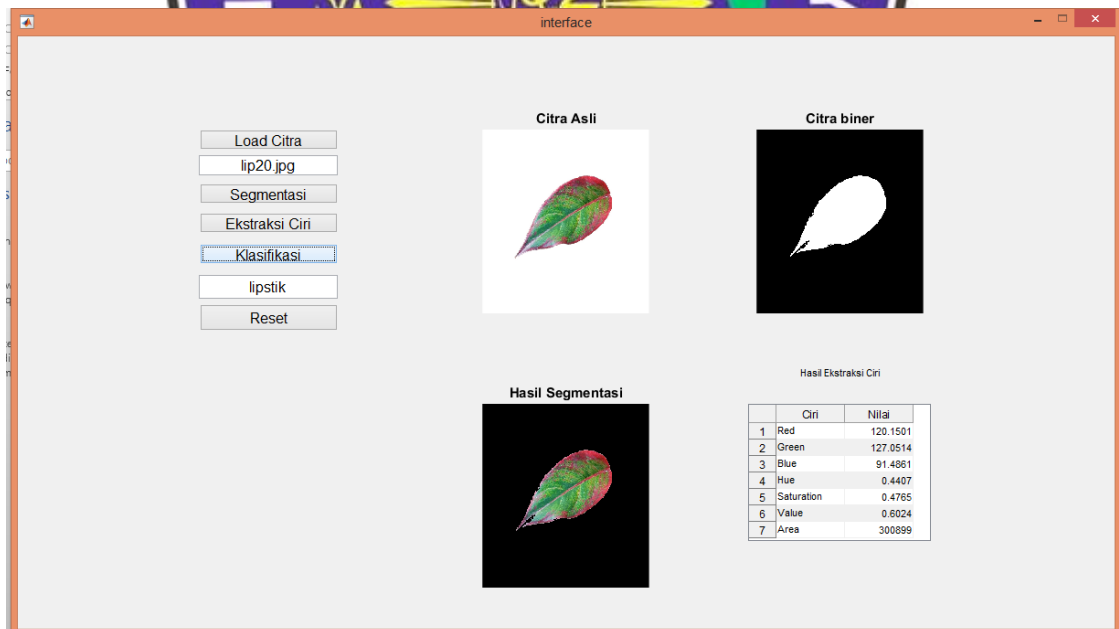 interface
Load Citra
lip20.jpg
Segmentasi
Ekstraksi Ciri
Klasifikasi
lipstik
Reset
Citra Asli
Citra biner
Hasil Segmentasi
Hasil Ekstraksi Ciri
Ciri Nilai
1 Red 120.1501
2 Green 127.0514
3 Blue 91.4861
4 Hue 0.4407
5 Saturation 0.4765
6 Value 0.6024
7 Area 300899